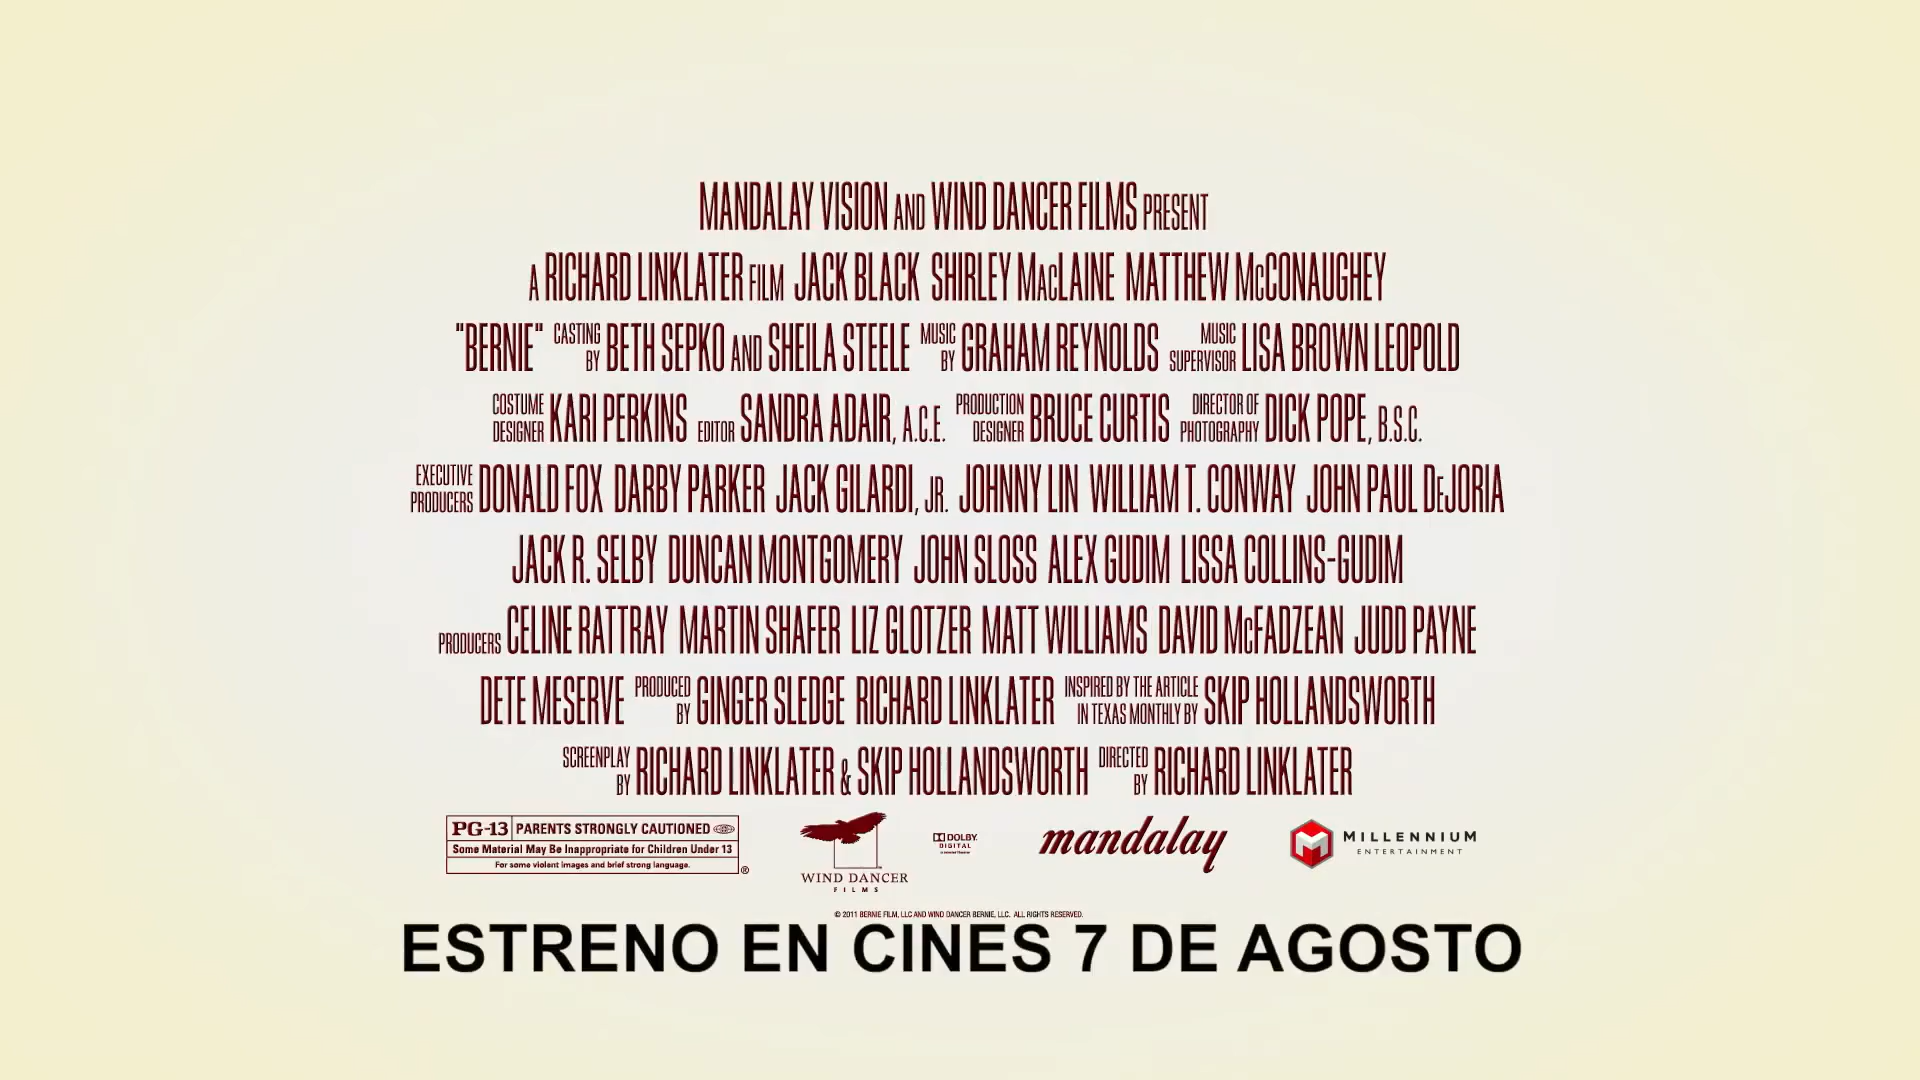 MANDALAY VISION AND WIND DANCER FILMS PRESENT
A RICHARD LINKLATER FILM JACK BLACK SHIRLEY MACLAINE MATTHEW MCCONAUGHEY
"BERNIE" CASTING BY BETH SEPKO AND SHEILA STEELE MUSIC BY GRAHAM REYNOLDS MUSIC SUPERVISOR LISA BROWN LEOPOLD
COSTUME DESIGNER KARI PERKINS EDITOR SANDRA ADAIR, A.C.E. PRODUCTION DESIGNER BRUCE CURTIS DIRECTOR OF PHOTOGRAPHY DICK POPE, B.S.C.
EXECUTIVE PRODUCERS DONALD FOX DARBY PARKER JACK GILARDI, JR. JOHNNY LIN WILLIAM T. CONWAY JOHN PAUL DEJORIA
JACK R. SELBY DUNCAN MONTGOMERY JOHN SLOSS ALEX GUDIM LISSA COLLINS-GUDIM
PRODUCERS CELINE RATTRAY MARTIN SHAFER LIZ GLOTZER MATT WILLIAMS DAVID MCFADZEAN JUDD PAYNE
DETE MESERVE PRODUCED BY GINGER SLEDGE RICHARD LINKLATER INSPIRED BY THE ARTICLE IN TEXAS MONTHLY BY SKIP HOLLANDSWORTH
SCREENPLAY BY RICHARD LINKLATER & SKIP HOLLANDSWORTH DIRECTED BY RICHARD LINKLATER
PG-13 PARENTS STRONGLY CAUTIONED
Some Material May Be Inappropriate for Children Under 13
For some violent images and brief strong language.
®
WIND DANCER
FILMS
DOLBY
DIGITAL
mandalay
MILLENNIUM
ENTERTAINMENT
© 2011 BERNIE FILM, LLC AND WIND DANCER BERNIE, LLC. ALL RIGHTS RESERVED.
ESTRENO EN CINES 7 DE AGOSTO